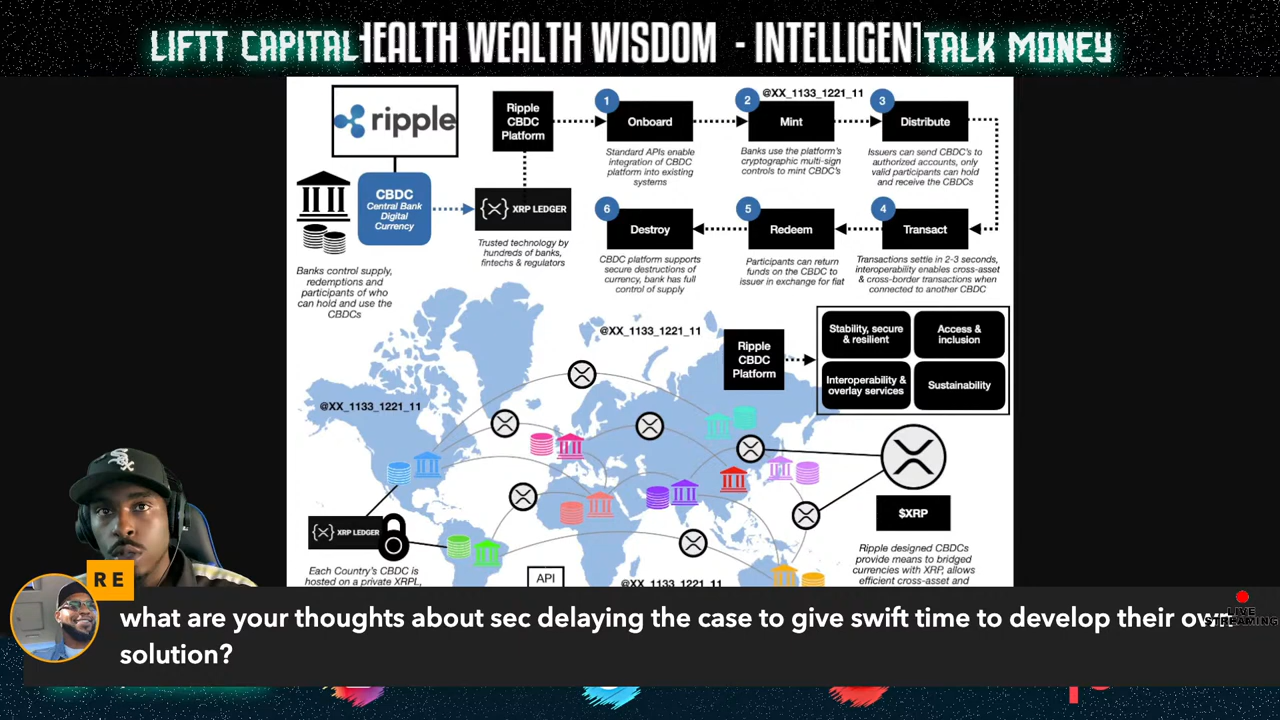 LIFTT CAPITAL
HEALTH WEALTH WISDOM - INTELLIGENT
TALK MONEY
ripple
CBDC
Central Bank
Digital
Currency
Banks control supply,
redemptions and
participants of who
can hold and use the
CBDCs
Ripple
CBDC
Platform
XRP LEDGER
Trusted technology by
hundreds of banks,
fintechs & regulators
@XX_1133_1221_11
1
Onboard
Standard APIs enable
integration of CBDC
platform into existing
systems
2
Mint
Banks use the platform's
cryptographic multi-sign
controls to mint CBDC's
3
Distribute
Issuers can send CBDC's to
authorized accounts, only
valid participants can hold
and receive the CBDCs
4
Transact
Transactions settle in 2-3 seconds,
interoperability enables cross-asset
& cross-border transactions when
connected to another CBDC
5
Redeem
Participants can return
funds on the CBDC to
issuer in exchange for fiat
6
Destroy
CBDC platform supports
secure destructions of
currency, bank has full
control of supply
@XX_1133_1221_11
Ripple
CBDC
Platform
Stability, secure
& resilient
Access &
inclusion
Interoperability &
overlay services
Sustainability
@XX_1133_1221_11
$XRP
Ripple designed CBDCs
provide means to bridged
currencies with XRP, allows
efficient cross-asset and
XRP LEDGER
Each Country's CBDC is
hosted on a private XRPL,
API
@XX_1133_1221_11
RE
what are your thoughts about sec delaying the case to give swift time to develop their own
solution?
LIVE
STREAMING